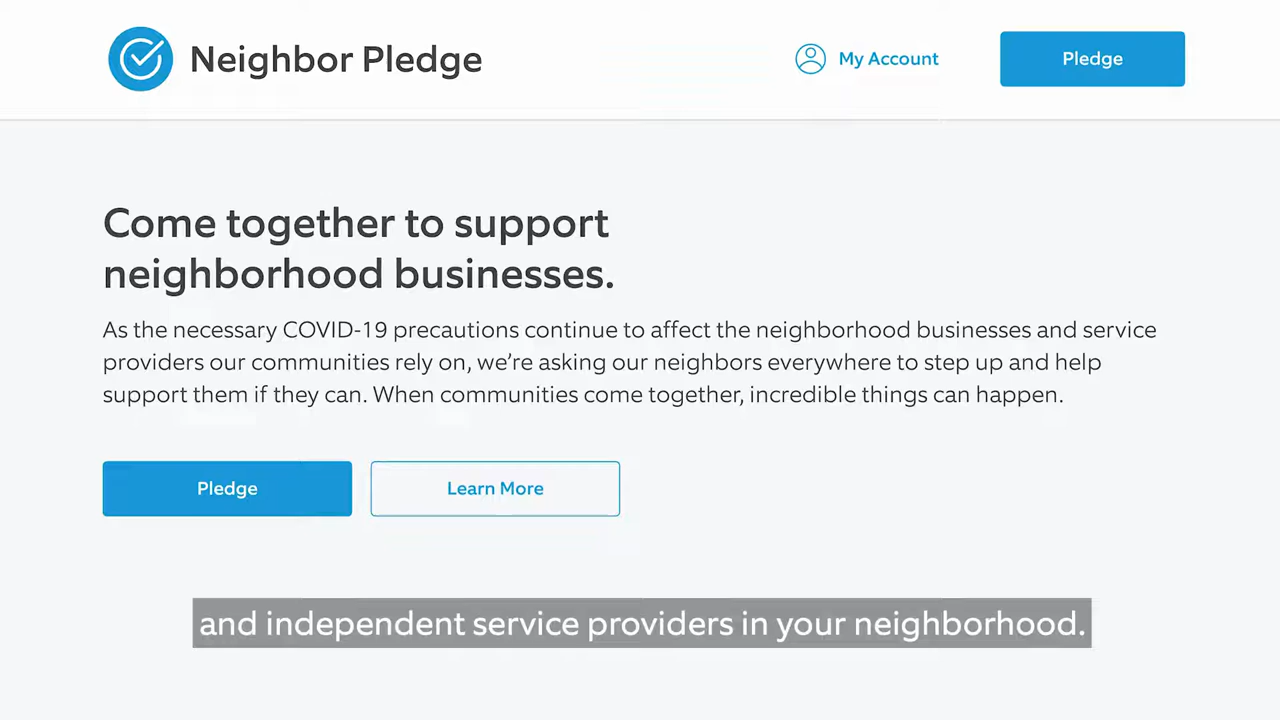 Neighbor Pledge
My Account
Pledge
Come together to support
neighborhood businesses.
As the necessary COVID-19 precautions continue to affect the neighborhood businesses and service
providers our communities rely on, we’re asking our neighbors everywhere to step up and help
support them if they can. When communities come together, incredible things can happen.
Pledge
Learn More
and independent service providers in your neighborhood.